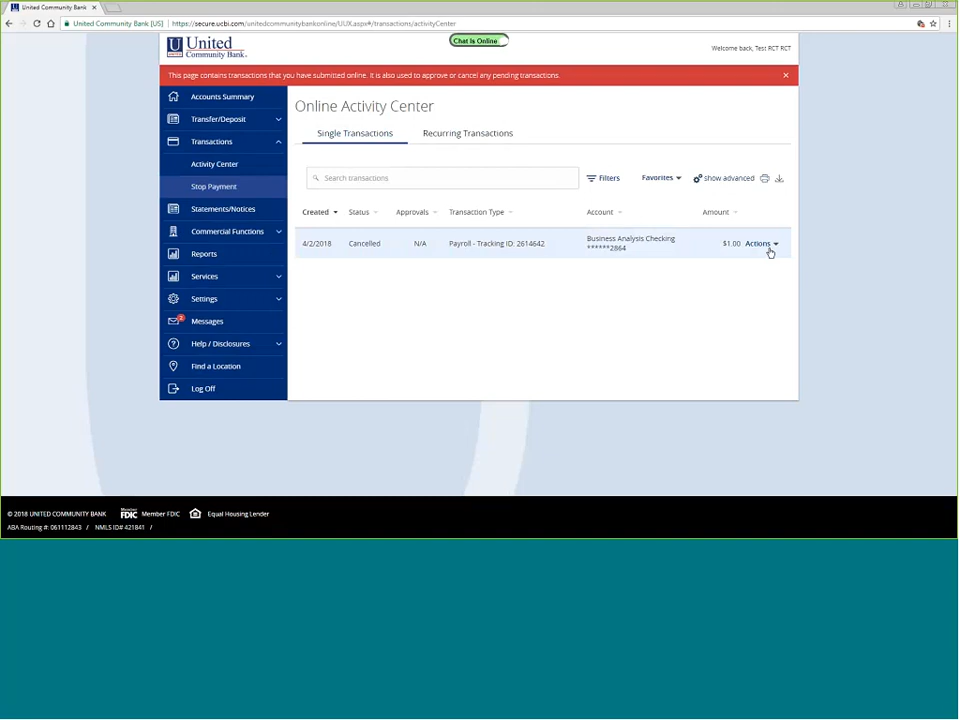 United Community Bank
United Community Bank [US]
https://secure.ucbi.com/unitedcommunitybankonline/UUX.aspx#/transactions/activityCenter
United
Community Bank
Chat Is Online
Welcome back, Test RCT RCT
This page contains transactions that you have submitted online. It is also used to approve or cancel any pending transactions.
Accounts Summary
Transfer/Deposit
Transactions
Activity Center
Stop Payment
Statements/Notices
Commercial Functions
Reports
Services
Settings
2
Messages
Help / Disclosures
Find a Location
Log Off
Online Activity Center
Single Transactions
Recurring Transactions
Search transactions
Filters
Favorites
Show advanced
Created
Status
Approvals
Transaction Type
Account
Amount
4/2/2018
Cancelled
N/A
Payroll - Tracking ID: 2614642
Business Analysis Checking
******2864
$1.00
Actions
© 2018 UNITED COMMUNITY BANK
Member
FDIC
Member FDIC
Equal Housing Lender
ABA Routing #: 061112843 / NMLS ID# 421841 /